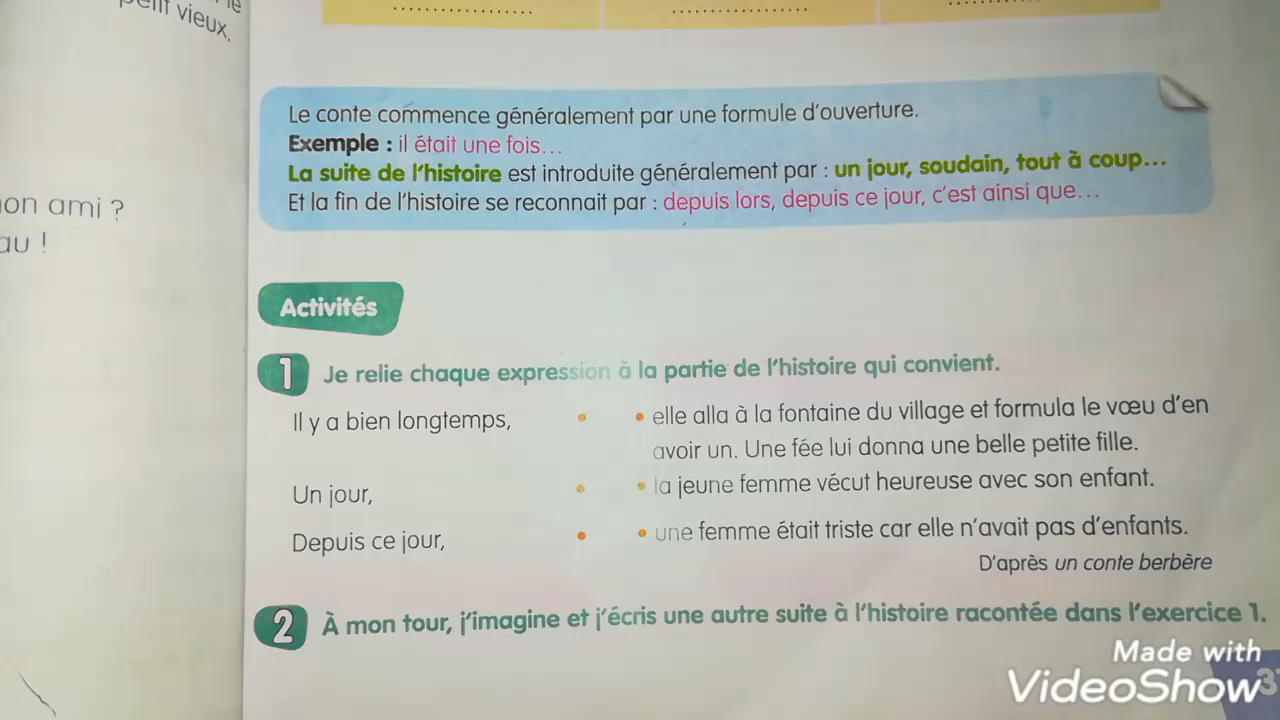 petit vieux.
mon ami ?
au !
Le conte commence généralement par une formule d'ouverture.
Exemple : il était une fois...
La suite de l'histoire est introduite généralement par : un jour, soudain, tout à coup...
Et la fin de l'histoire se reconnait par : depuis lors, depuis ce jour, c'est ainsi que...
Activités
1 Je relie chaque expression à la partie de l'histoire qui convient.
Il y a bien longtemps, • • elle alla à la fontaine du village et formula le vœu d'en
avoir un. Une fée lui donna une belle petite fille.
Un jour, • • la jeune femme vécut heureuse avec son enfant.
Depuis ce jour, • • une femme était triste car elle n'avait pas d'enfants.
D'après un conte berbère
2 À mon tour, j'imagine et j'écris une autre suite à l'histoire racontée dans l'exercice 1.
Made with
VideoShow